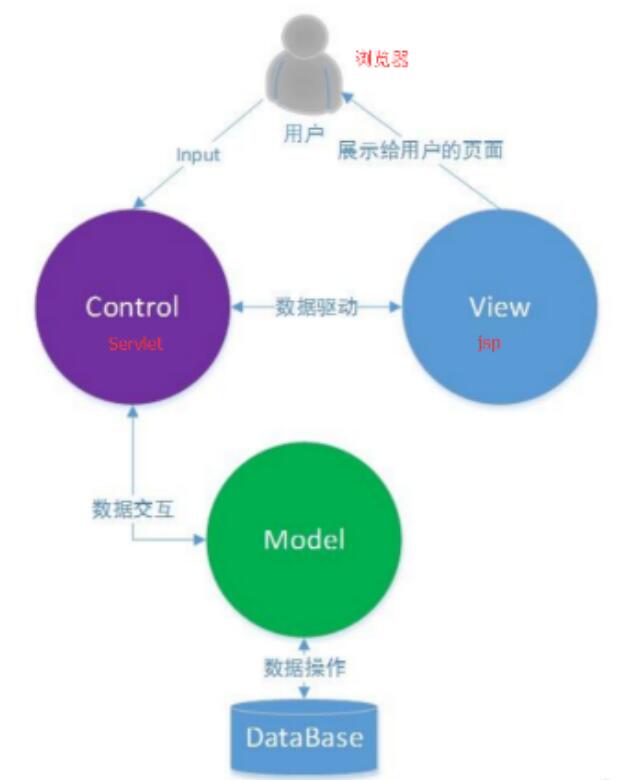 浏览器
用户
Input
展示给用户的页面
Control
Servlet
数据驱动
View
jsp
数据交互
Model
数据操作
DataBase